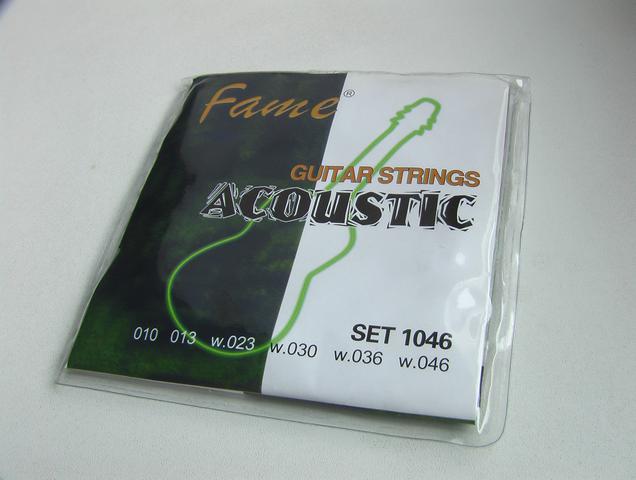 Fame®
GUITAR STRINGS
ACOUSTIC
SET 1046
010 013 w.023 w.030 w.036 w.046